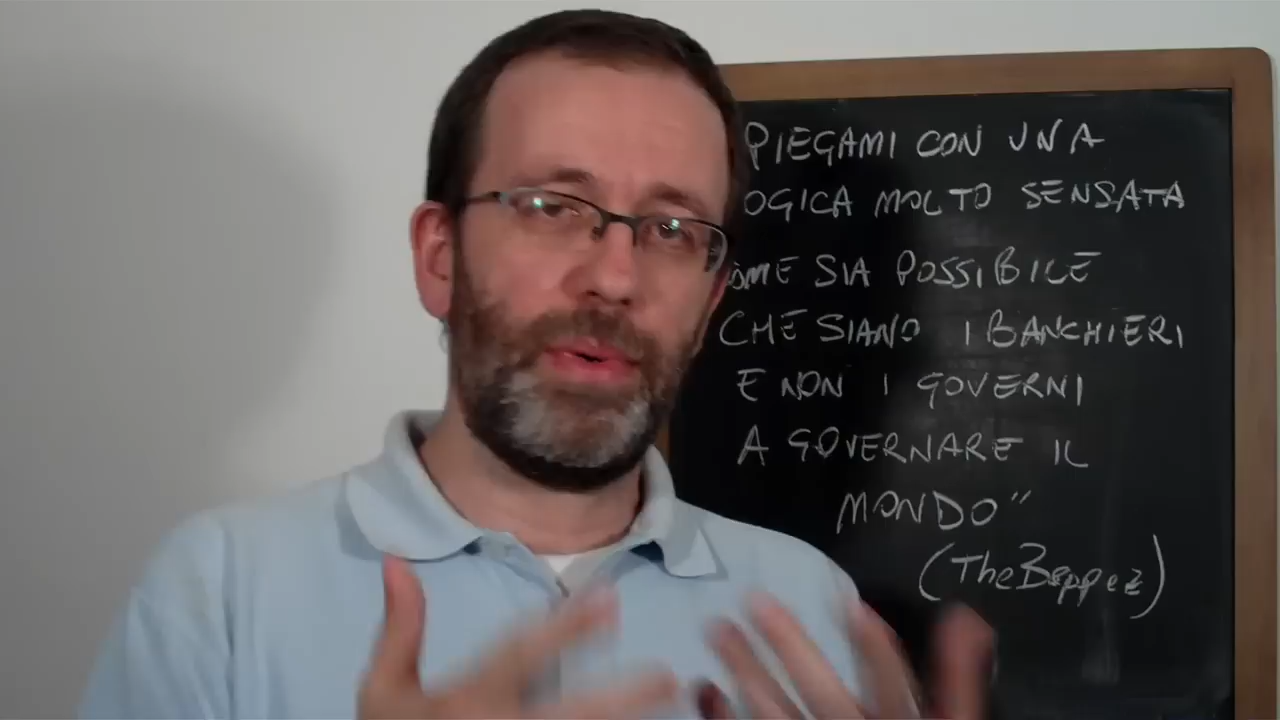 PIEGAMI CON UNA
OGICA MOLTO SENSATA
OME SIA POSSIBILE
CHE SIANO I BANCHIERI
E NON I GOVERNI
A GOVERNARE IL
MONDO"
(TheBeppez)